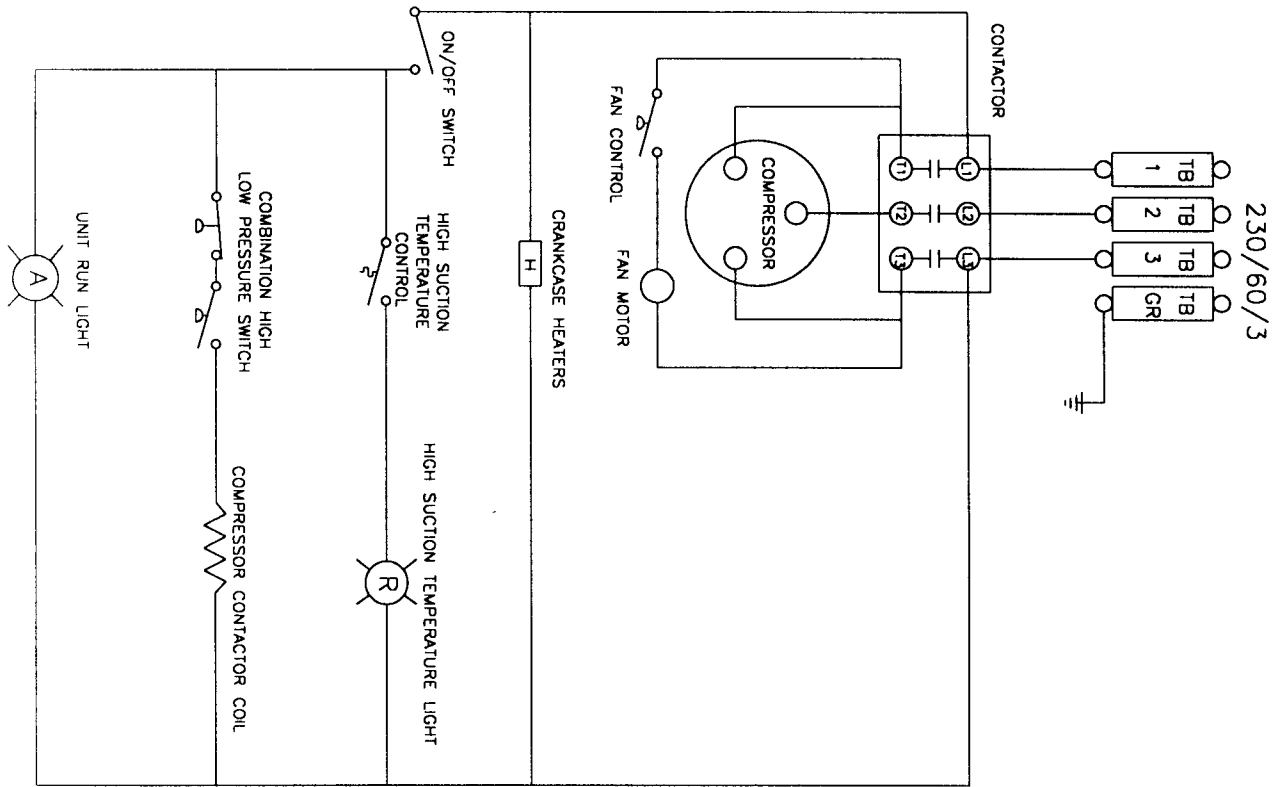 230/60/3
TB
1
TB
2
TB
3
TB
GR
CONTACTOR
L1
L2
L3
T1
T2
T3
COMPRESSOR
FAN CONTROL
FAN MOTOR
CRANKCASE HEATERS
H
ON/OFF SWITCH
HIGH SUCTION
TEMPERATURE
CONTROL
HIGH SUCTION TEMPERATURE LIGHT
R
COMBINATION HIGH
LOW PRESSURE SWITCH
COMPRESSOR CONTACTOR COIL
UNIT RUN LIGHT
A